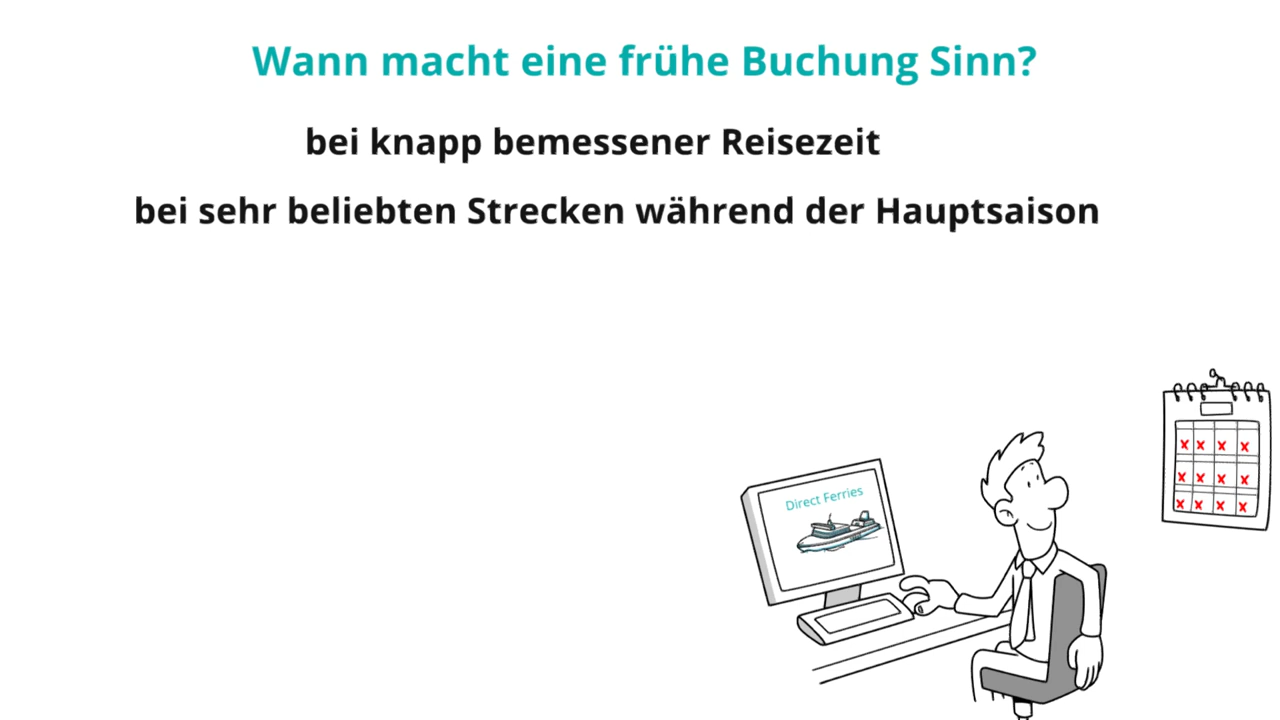 Wann macht eine frühe Buchung Sinn?
bei knapp bemessener Reisezeit
bei sehr beliebten Strecken während der Hauptsaison
Direct Ferries